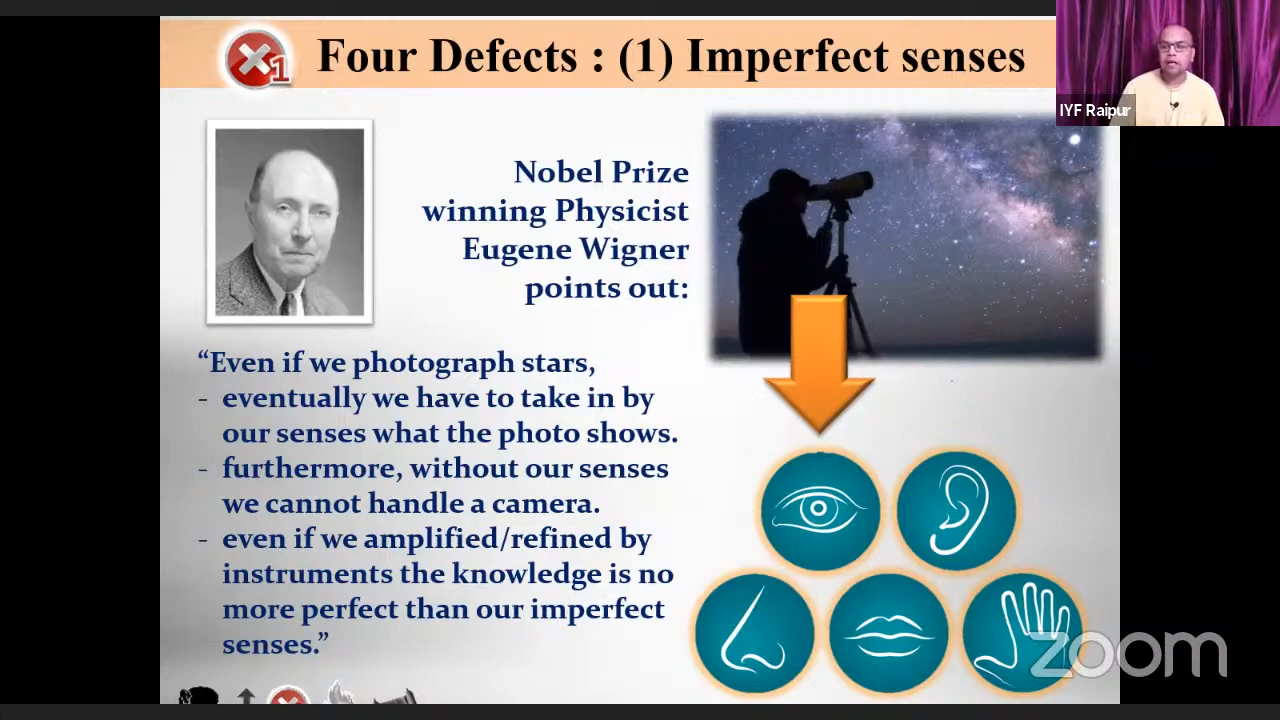 Four Defects : (1) Imperfect senses
1
IYF Raipur
Nobel Prize
winning Physicist
Eugene Wigner
points out:
“Even if we photograph stars,
- eventually we have to take in by
our senses what the photo shows.
- furthermore, without our senses
we cannot handle a camera.
- even if we amplified/refined by
instruments the knowledge is no
more perfect than our imperfect
senses.”
zoom